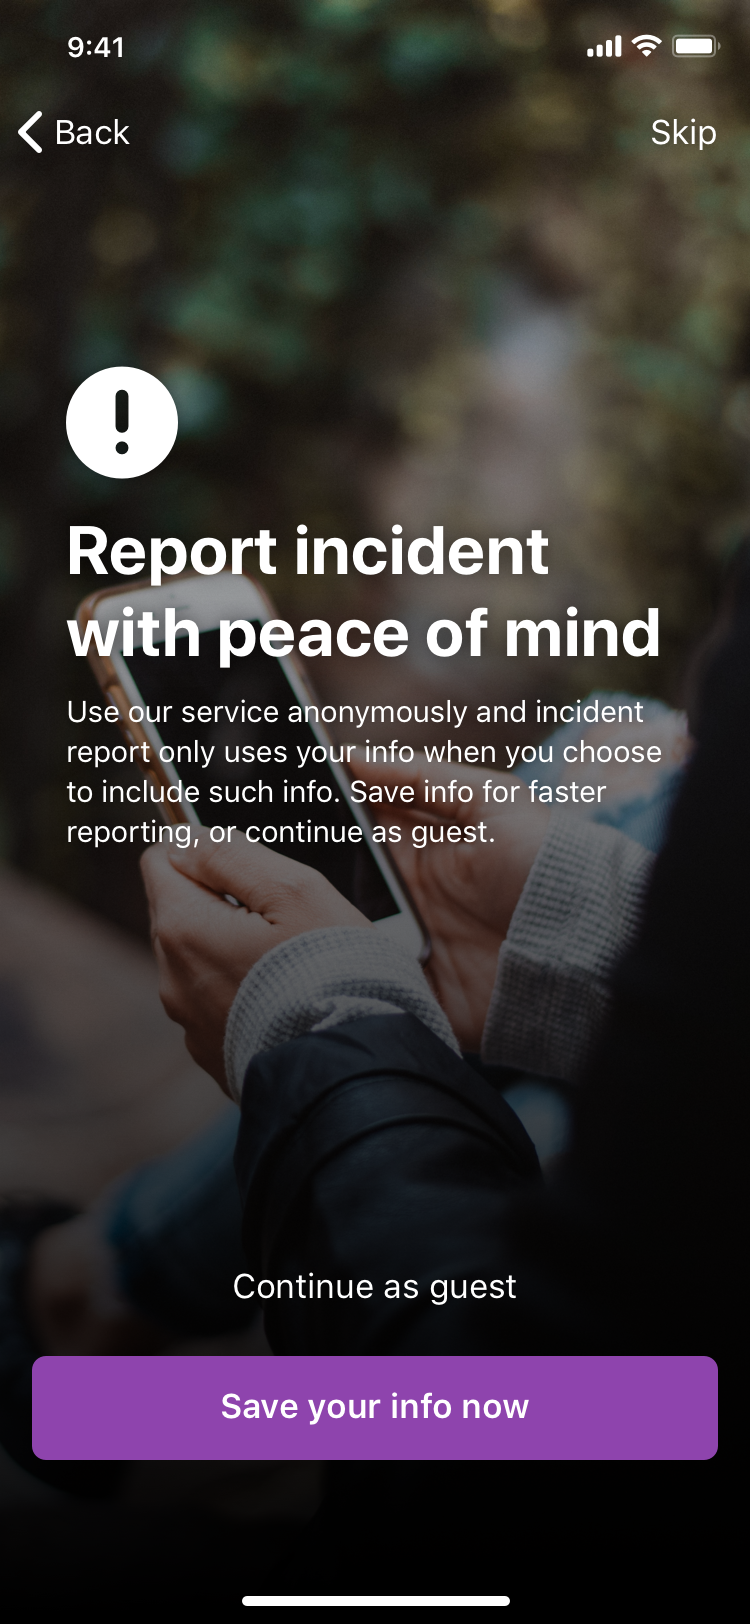 9:41
Back
Skip
Report incident
with peace of mind
Use our service anonymously and incident
report only uses your info when you choose
to include such info. Save info for faster
reporting, or continue as guest.
Continue as guest
Save your info now